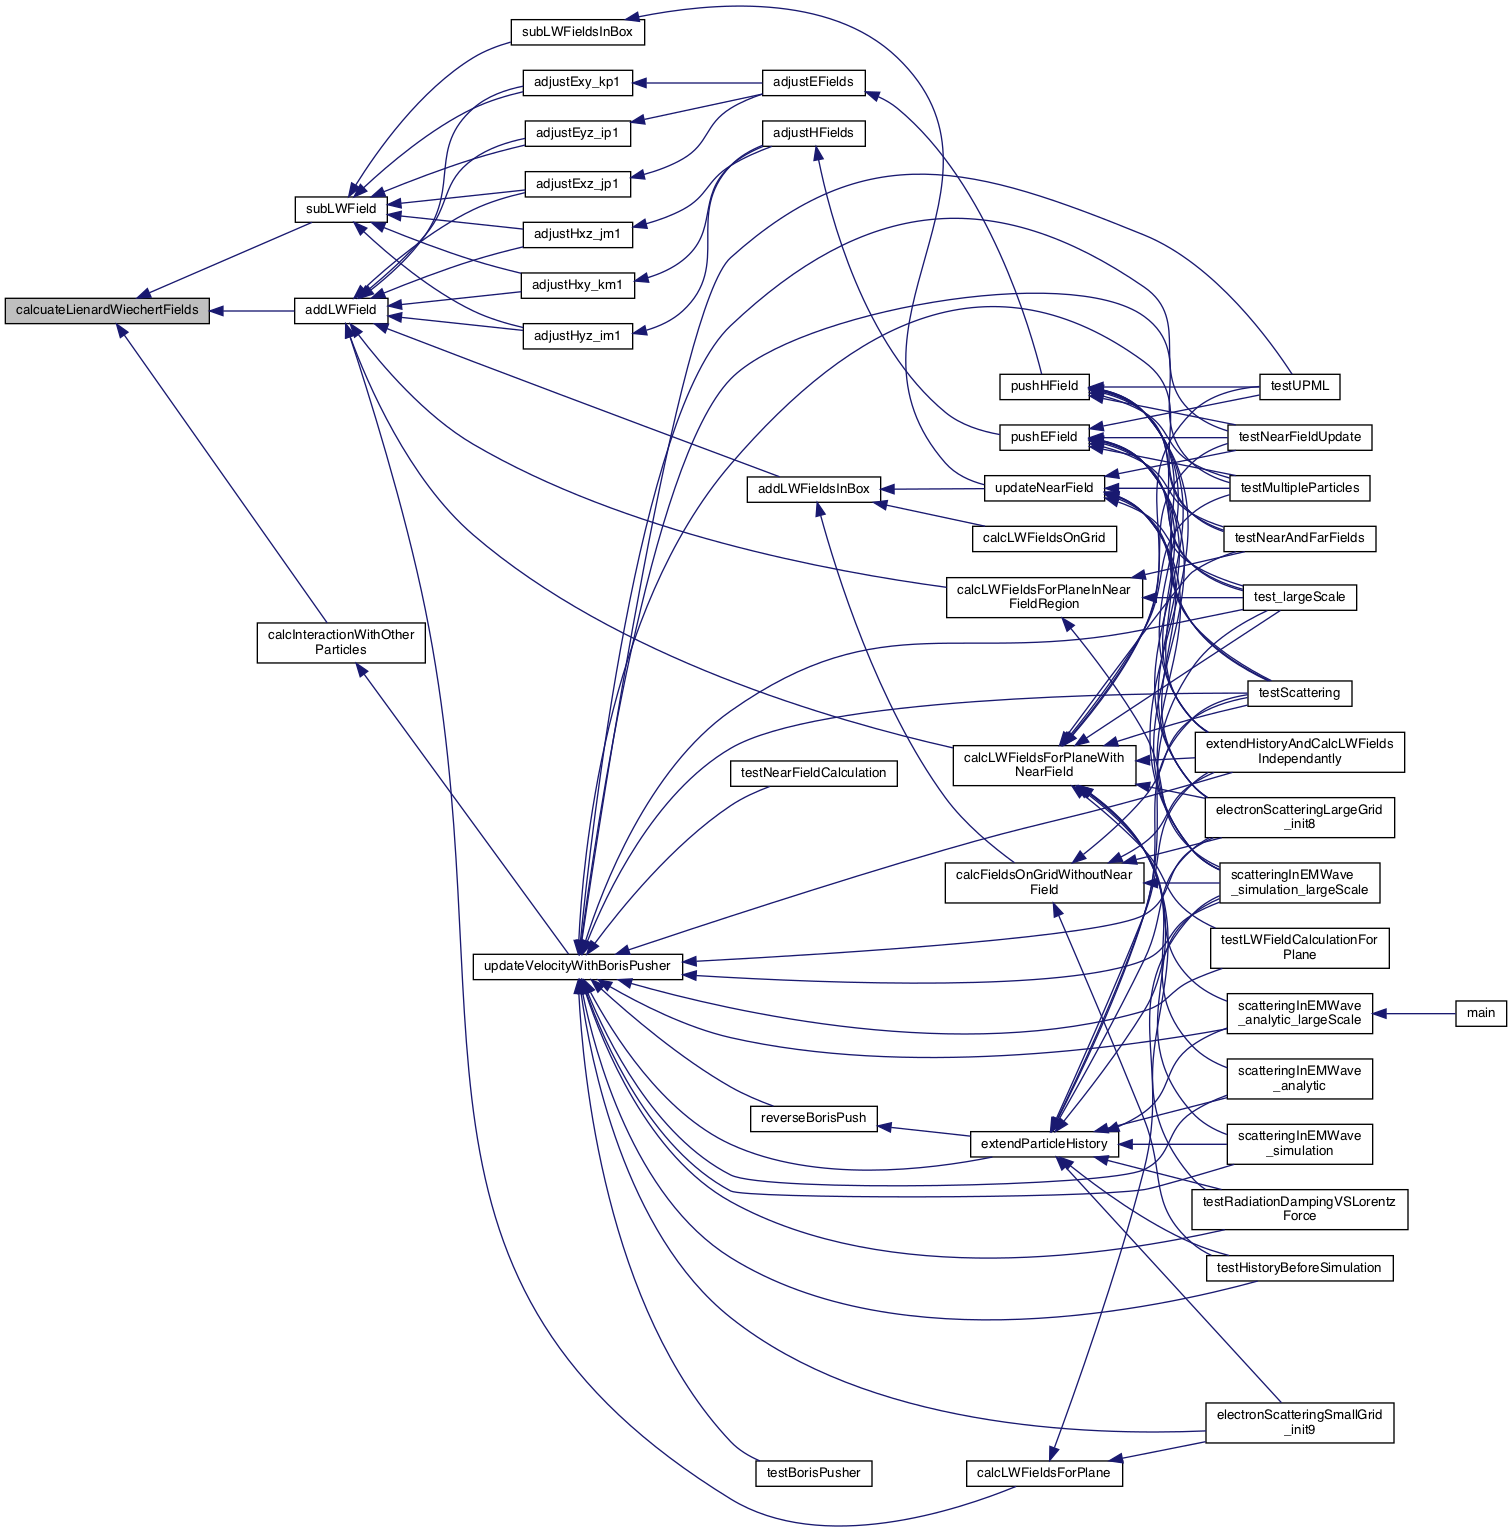 subLWFieldsInBox
adjustExy_kp1
adjustEFields
adjustEyz_ip1
adjustHFields
adjustExz_jp1
subLWField
adjustHxz_jm1
adjustHxy_km1
calcuateLienardWiechertFields
addLWField
adjustHyz_im1
pushHField
testUPML
pushEField
testNearFieldUpdate
addLWFieldsInBox
updateNearField
testMultipleParticles
calcLWFieldsOnGrid
testNearAndFarFields
calcLWFieldsForPlaneInNear
FieldRegion
test_largeScale
calcInteractionWithOther
Particles
testScattering
extendHistoryAndCalcLWFields
Independantly
calcLWFieldsForPlaneWith
NearField
testNearFieldCalculation
electronScatteringLargeGrid
_init8
calcFieldsOnGridWithoutNear
Field
scatteringInEMWave
_simulation_largeScale
testLWFieldCalculationFor
Plane
updateVelocityWithBorisPusher
scatteringInEMWave
_analytic_largeScale
main
scatteringInEMWave
_analytic
reverseBorisPush
extendParticleHistory
scatteringInEMWave
_simulation
testRadiationDampingVSLorentz
Force
testHistoryBeforeSimulation
electronScatteringSmallGrid
_init9
testBorisPusher
calcLWFieldsForPlane